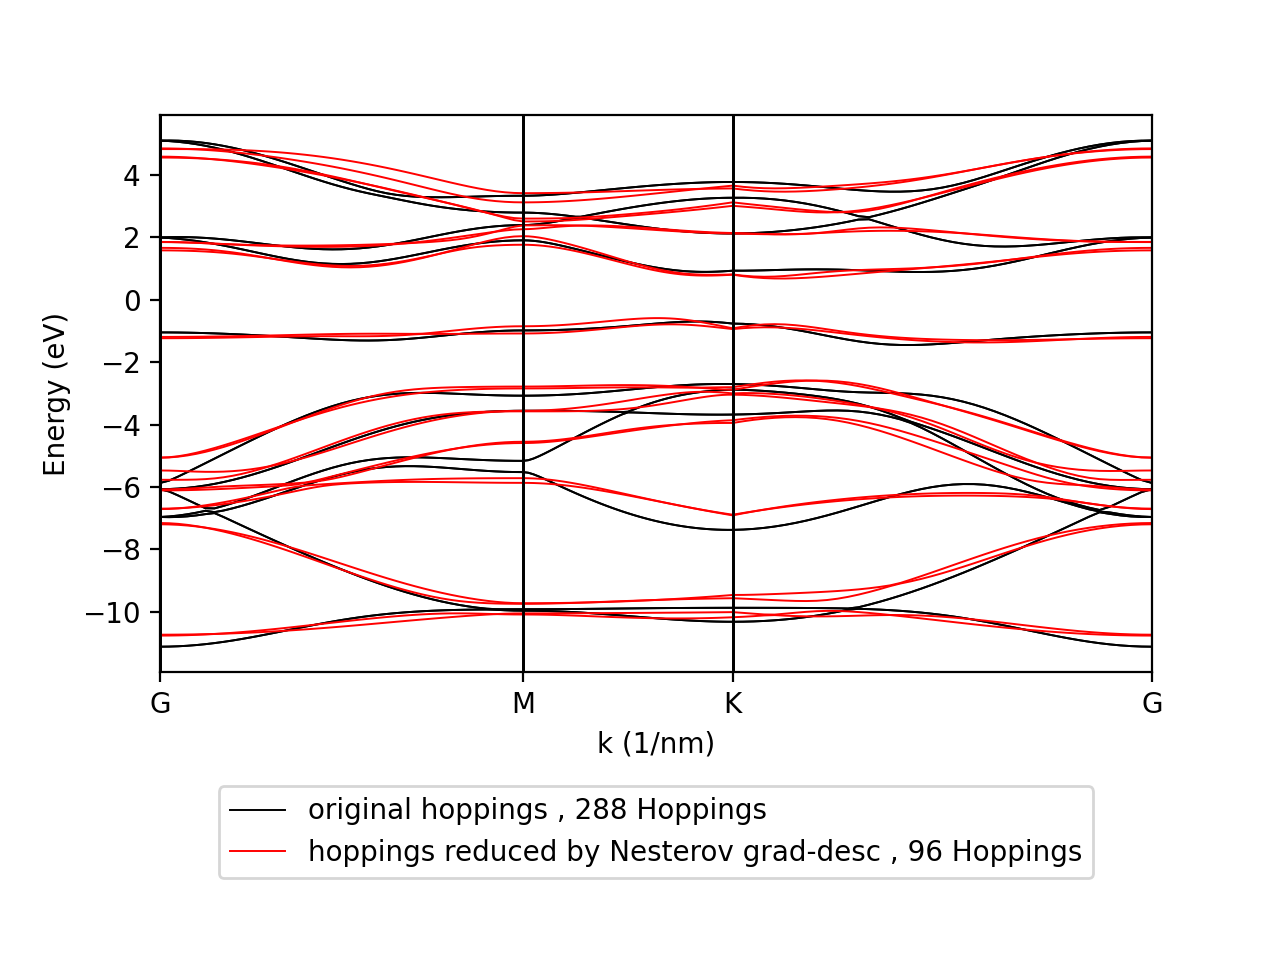 4
2
0
−2
−4
−6
−8
−10
Energy (eV)
G M K G
k (1/nm)
original hoppings , 288 Hoppings
hoppings reduced by Nesterov grad-desc , 96 Hoppings